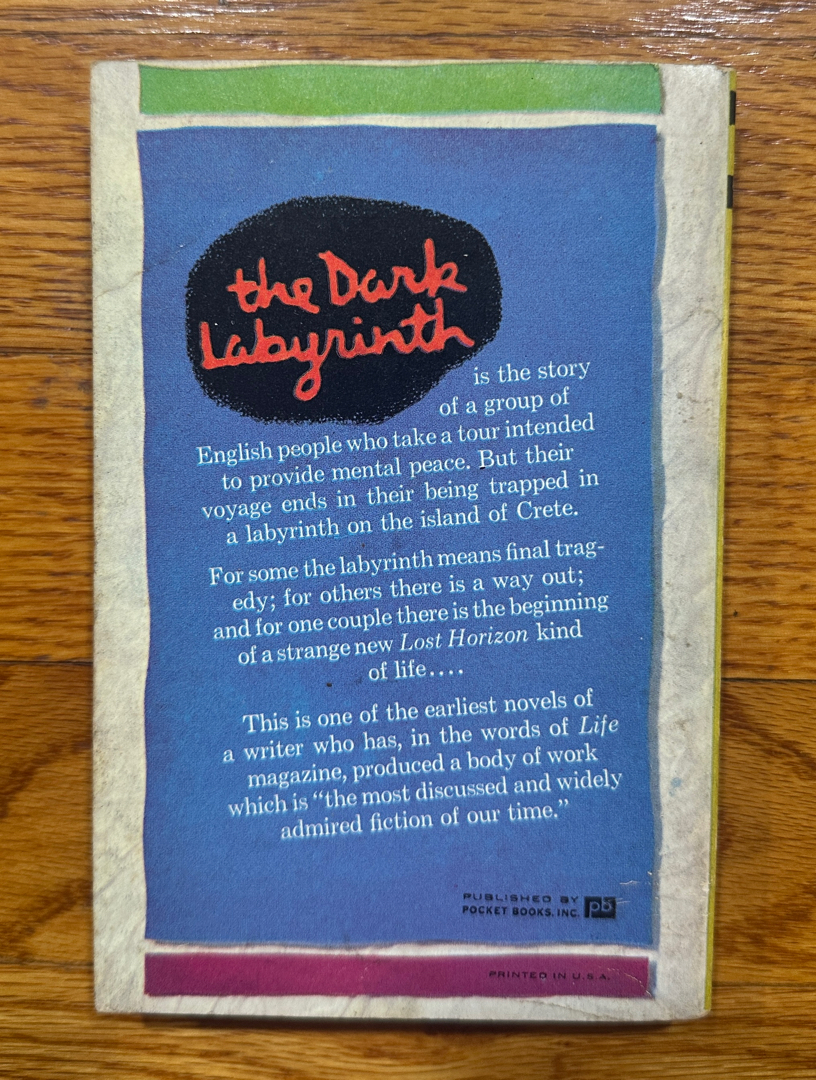 the Dark
Labyrinth
is the story
of a group of
English people who take a tour intended
to provide mental peace. But their
voyage ends in their being trapped in
a labyrinth on the island of Crete.
For some the labyrinth means final trag-
edy; for others there is a way out;
and for one couple there is the beginning
of a strange new Lost Horizon kind
of life....
This is one of the earliest novels of
a writer who has, in the words of Life
magazine, produced a body of work
which is “the most discussed and widely
admired fiction of our time.”
PUBLISHED BY
POCKET BOOKS, INC. pb
PRINTED IN U.S.A.